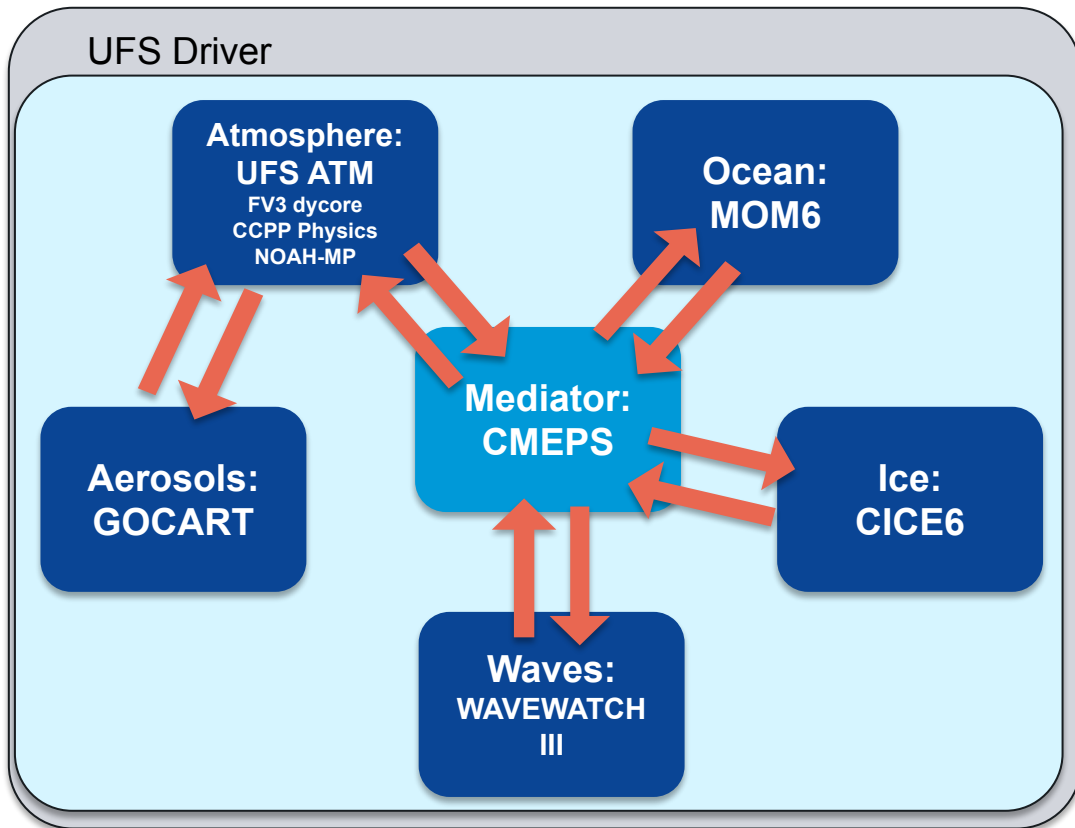 UFS Driver
Atmosphere:
UFS ATM
FV3 dycore
CCPP Physics
NOAH-MP
Ocean:
MOM6
Mediator:
CMEPS
Aerosols:
GOCART
Ice:
CICE6
Waves:
WAVEWATCH
III